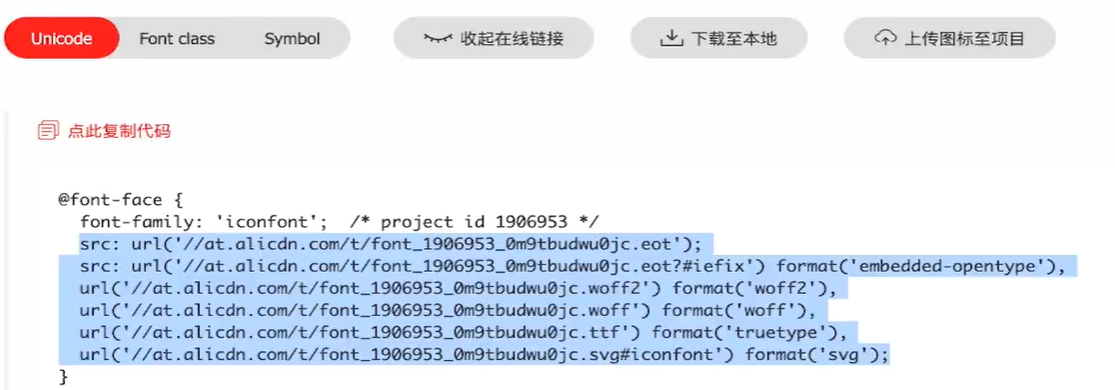 Unicode Font class Symbol 收起在线链接 下载至本地 上传图标至项目
点此复制代码
@font-face {
font-family: 'iconfont'; /* project id 1906953 */
src: url('//at.alicdn.com/t/font_1906953_0m9tbudwu0jc.eot');
src: url('//at.alicdn.com/t/font_1906953_0m9tbudwu0jc.eot?#iefix') format('embedded-opentype'),
url('//at.alicdn.com/t/font_1906953_0m9tbudwu0jc.woff2') format('woff2'),
url('//at.alicdn.com/t/font_1906953_0m9tbudwu0jc.woff') format('woff'),
url('//at.alicdn.com/t/font_1906953_0m9tbudwu0jc.ttf') format('truetype'),
url('//at.alicdn.com/t/font_1906953_0m9tbudwu0jc.svg#iconfont') format('svg');
}